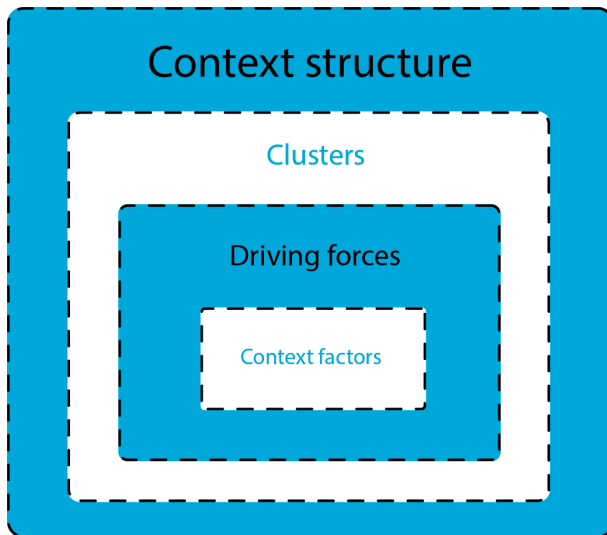 Context structure
Clusters
Driving forces
Context factors